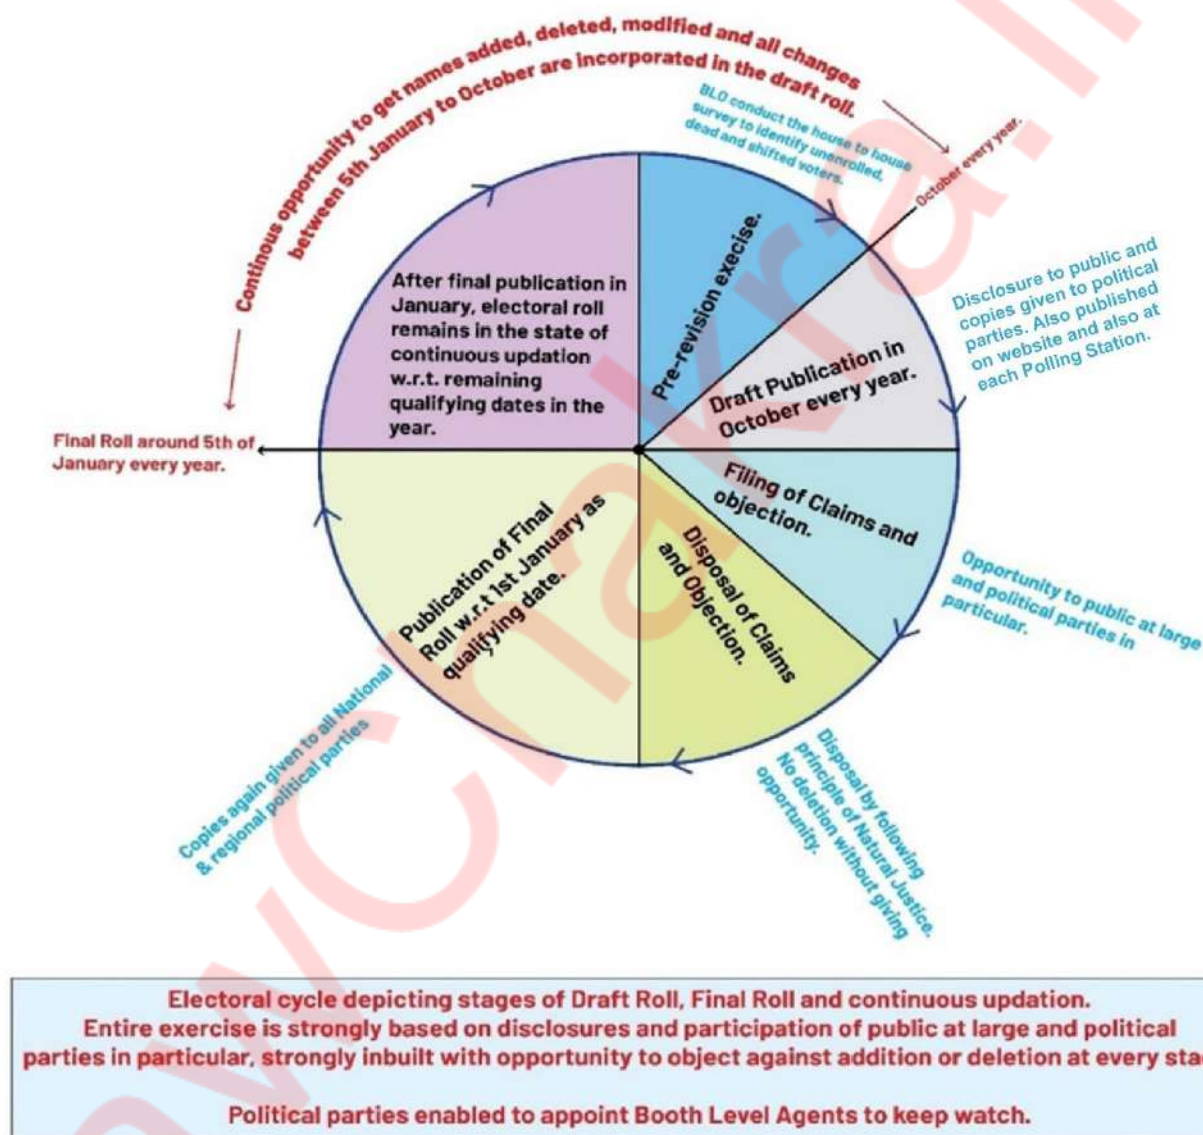 Continous opportunity to get names added, deleted, modified and all changes
between 5th January to October are incorporated in the draft roll.
BLO conduct the house to house
survey to identify unenrolled,
dead and shifted voters.
October every year.
Pre-revision execise.
Disclosure to public and
copies given to political
parties. Also published
on website and also at
each Polling Station.
Draft Publication in
October every year.
After final publication in
January, electoral roll
remains in the state of
continuous updation
w.r.t. remaining
qualifying dates in the
year.
Final Roll around 5th of
January every year.
Filing of Claims and
objection.
Opportunity to public at large
and political parties in
particular.
Disposal of Claims
and Objection.
Disposal by following
principle of Natural Justice.
No deletion without giving
opportunity.
Publication of Final
Roll w.r.t 1st January as
qualifying date.
Copies again given to all National
& regional political parties
Electoral cycle depicting stages of Draft Roll, Final Roll and continuous updation.
Entire exercise is strongly based on disclosures and participation of public at large and political
parties in particular, strongly inbuilt with opportunity to object against addition or deletion at every
Political parties enabled to appoint Booth Level Agents to keep watch.